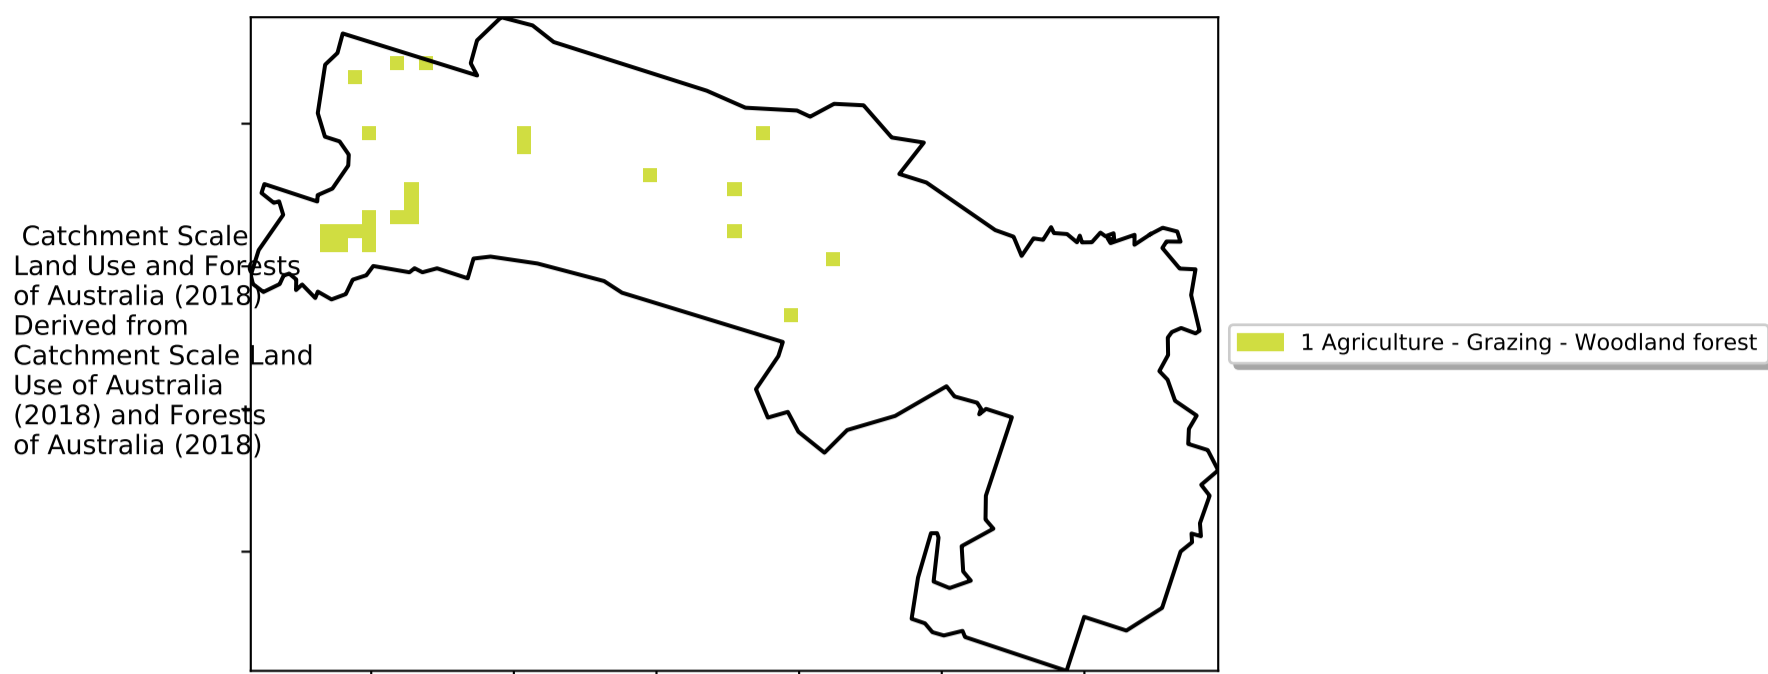 Catchment Scale
Land Use and Forests
of Australia (2018)
Derived from
Catchment Scale Land
Use of Australia
(2018) and Forests
of Australia (2018)
1 Agriculture - Grazing - Woodland forest